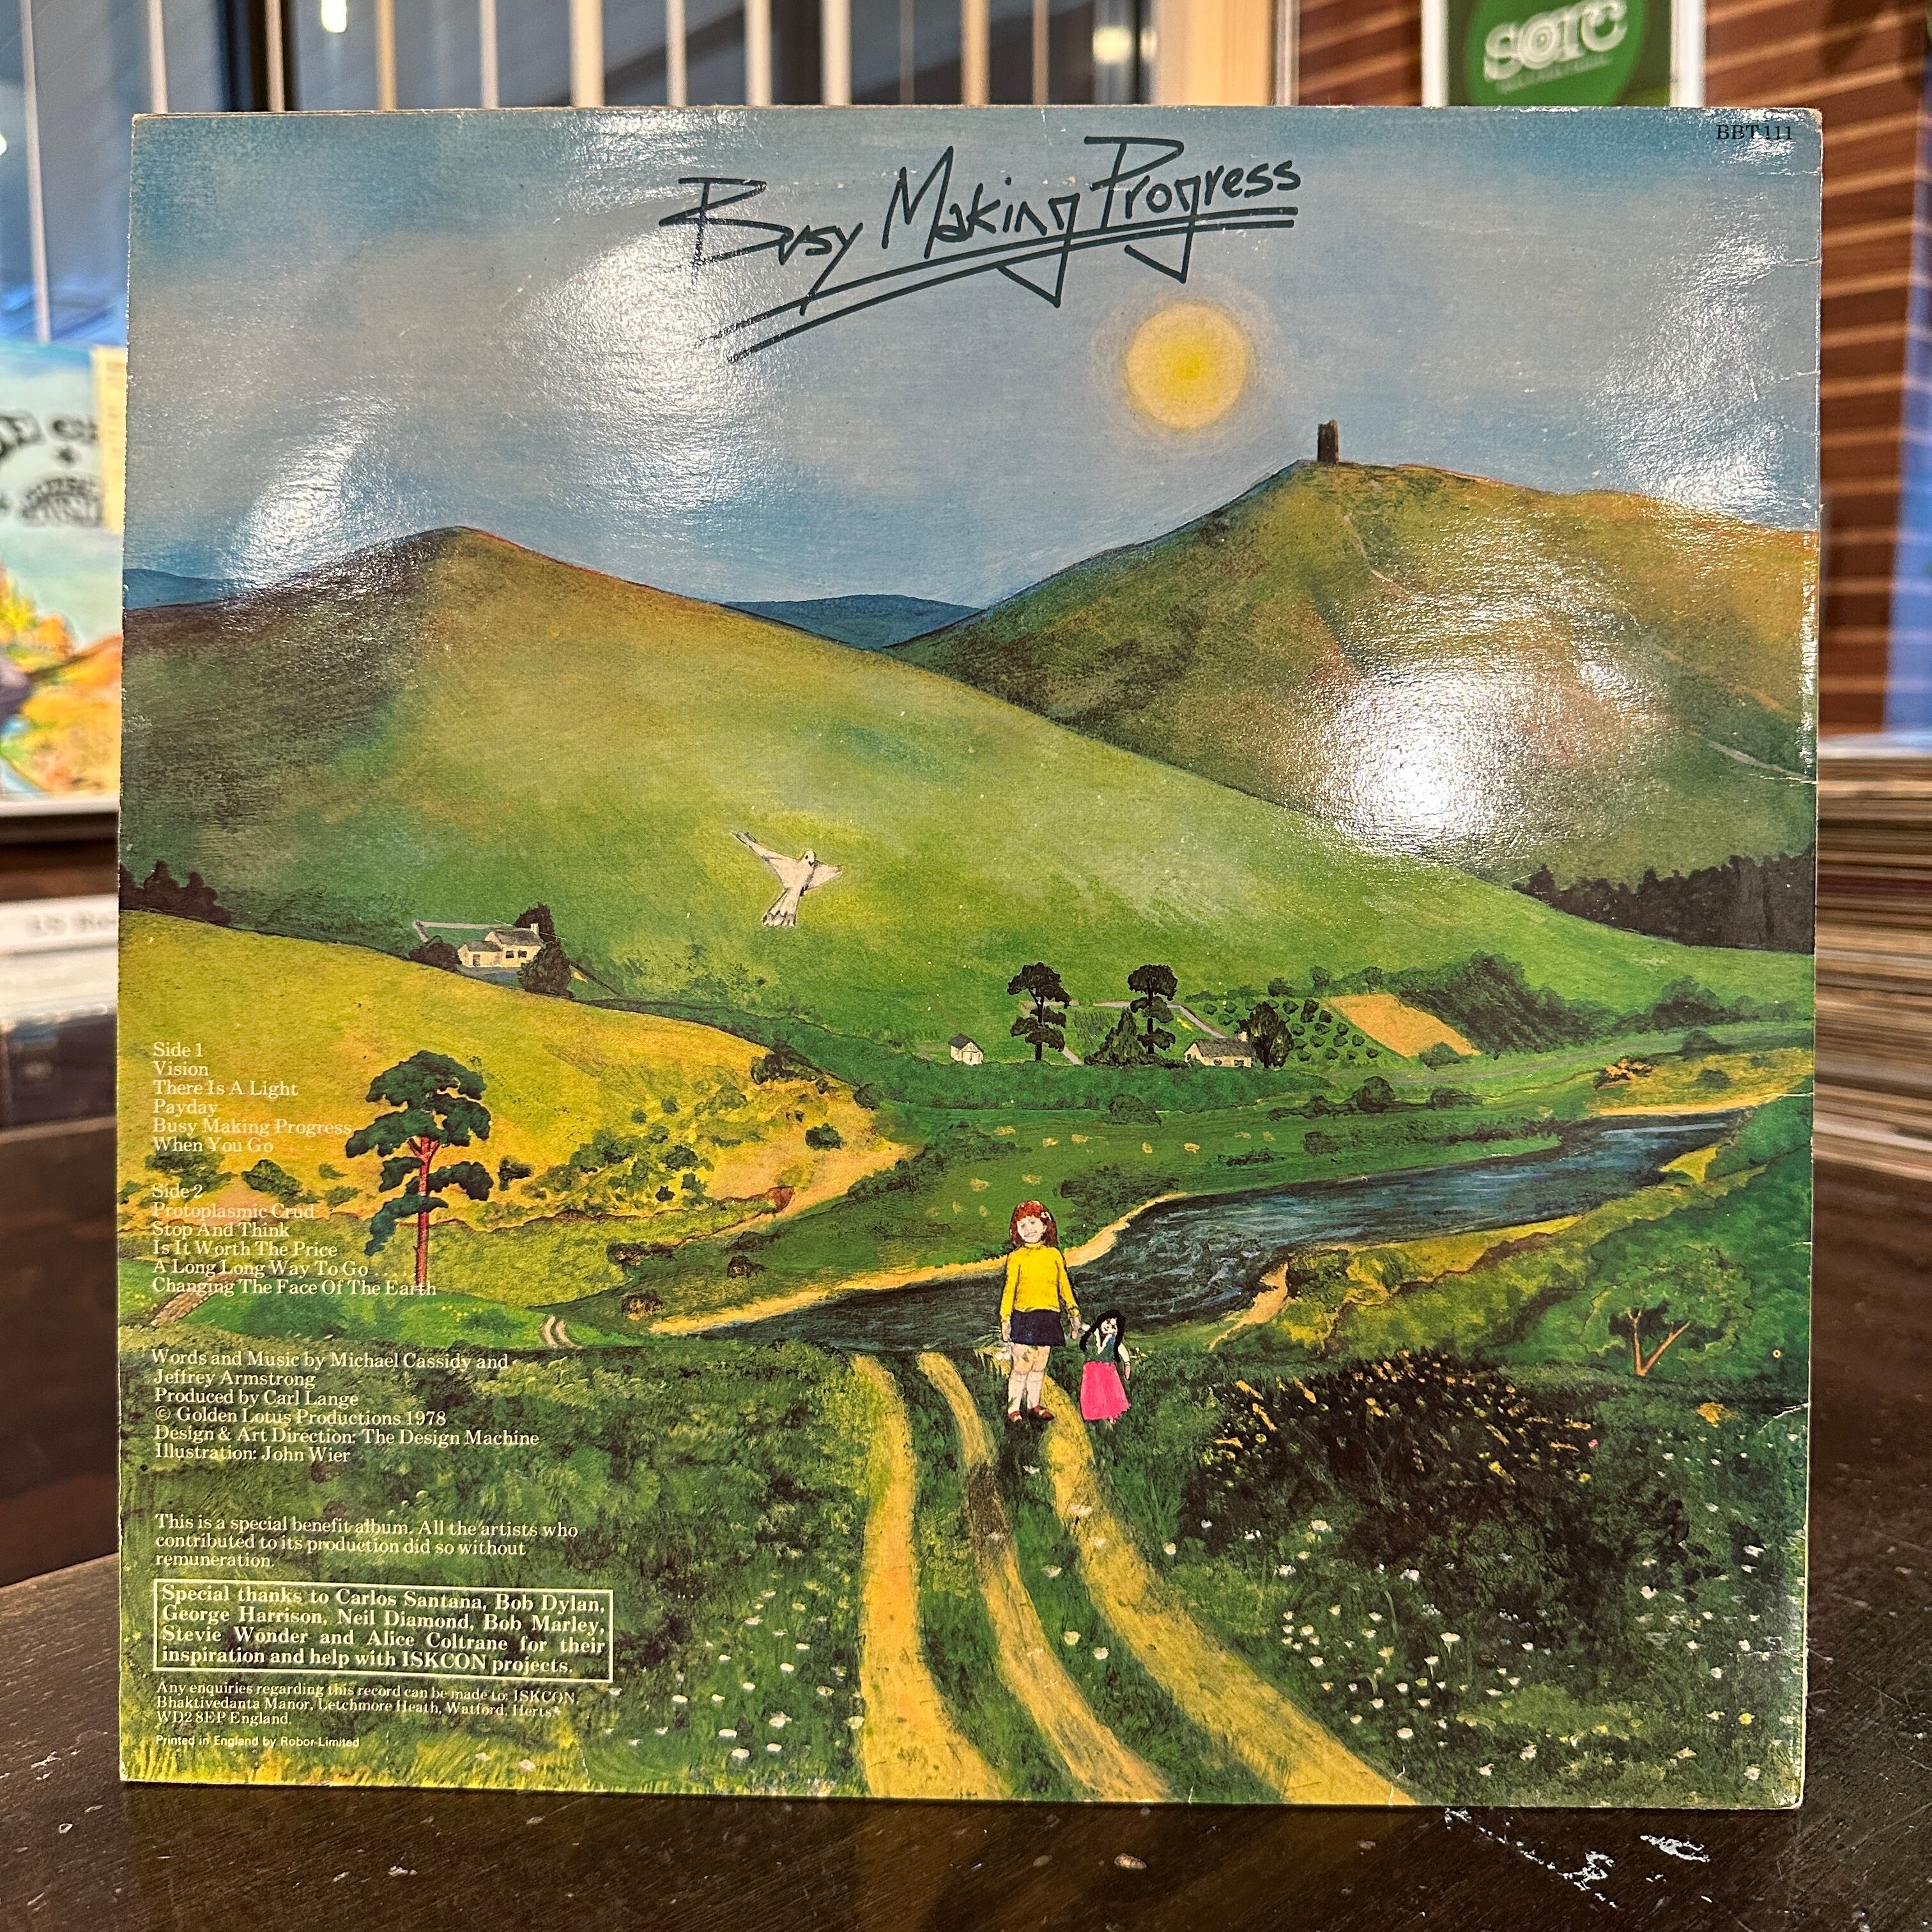 SOTC
BBT 111
Busy Making Progress
Side 1
Vision
There Is A Light
Payday
Busy Making Progress
When You Go
Side 2
Protoplasmic Crud
Stop And Think
Is It Worth The Price
A Long Long Way To Go . . .
Changing The Face Of The Earth
Words and Music by Michael Cassidy and
Jeffrey Armstrong
Produced by Carl Lange
© Golden Lotus Productions 1978
Design & Art Direction: The Design Machine
Illustration: John Wier
This is a special benefit album. All the artists who
contributed to its production did so without
remuneration.
Special thanks to Carlos Santana, Bob Dylan,
George Harrison, Neil Diamond, Bob Marley,
Stevie Wonder and Alice Coltrane for their
inspiration and help with ISKCON projects.
Any enquiries regarding this record can be made to: ISKCON,
Bhaktivedanta Manor, Letchmore Heath, Watford, Herts.
WD2 8EP England.
Printed in England by Robor Limited